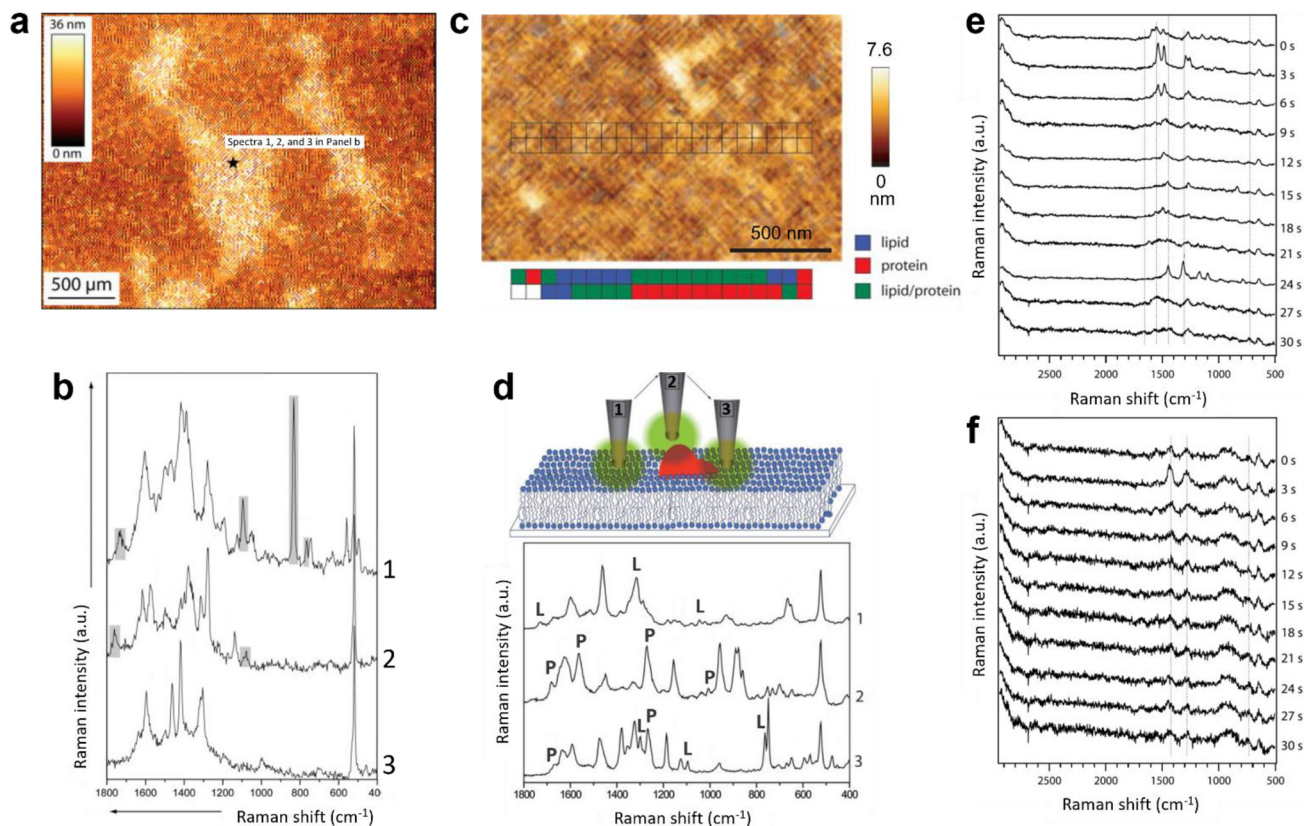 a
36 nm
0 nm
Spectra 1, 2, and 3 in Panel b
500 µm
b
Raman intensity (a.u.)
1
2
3
1800 1600 1400 1200 1000 800 600 400
Raman shift (cm-1)
c
7.6
0
nm
500 nm
lipid
protein
lipid/protein
d
1
2
3
Raman intensity (a.u.)
L
L
L
1
P
P
P
P
2
P
L
P
L
L
3
1800 1600 1400 1200 1000 800 600 400
Raman shift (cm-1)
e
Raman intensity (a.u.)
0 s
3 s
6 s
9 s
12 s
15 s
18 s
21 s
24 s
27 s
30 s
2500 2000 1500 1000 500
Raman shift (cm-1)
f
Raman intensity (a.u.)
0 s
3 s
6 s
9 s
12 s
15 s
18 s
21 s
24 s
27 s
30 s
2500 2000 1500 1000 500
Raman shift (cm-1)